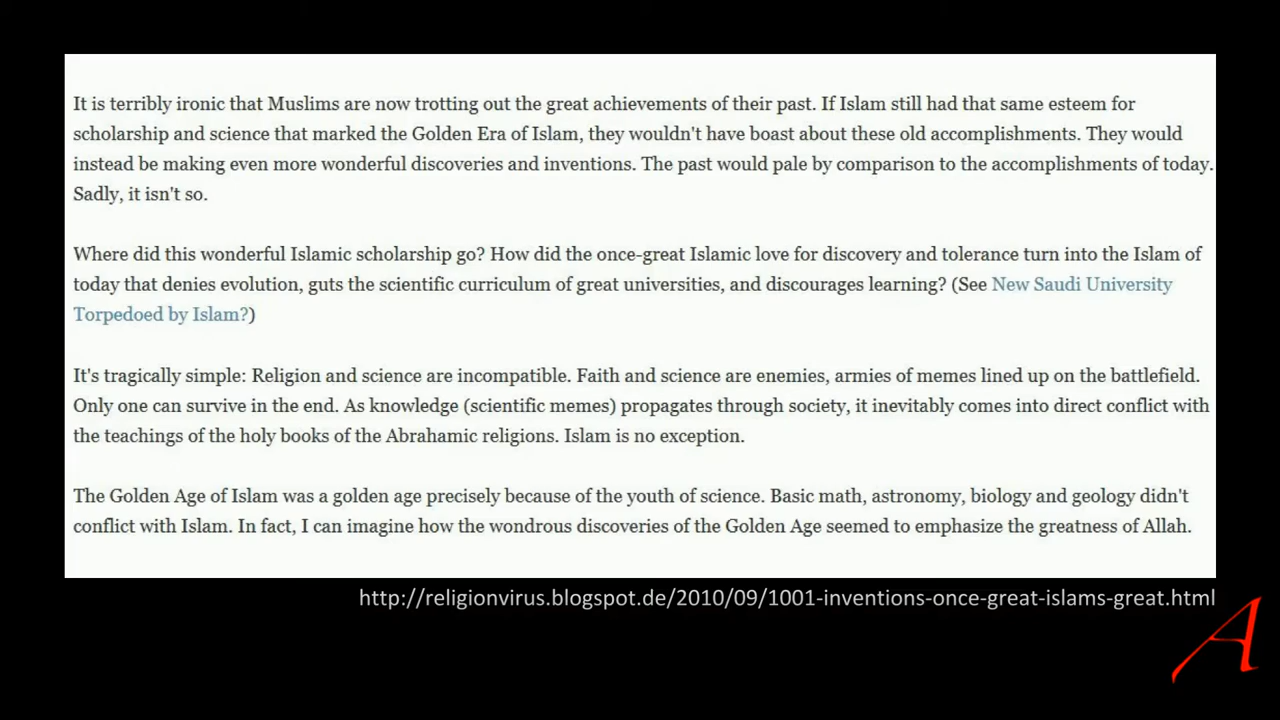 It is terribly ironic that Muslims are now trotting out the great achievements of their past. If Islam still had that same esteem for
scholarship and science that marked the Golden Era of Islam, they wouldn't have boast about these old accomplishments. They would
instead be making even more wonderful discoveries and inventions. The past would pale by comparison to the accomplishments of today.
Sadly, it isn't so.
Where did this wonderful Islamic scholarship go? How did the once-great Islamic love for discovery and tolerance turn into the Islam of
today that denies evolution, guts the scientific curriculum of great universities, and discourages learning? (See New Saudi University
Torpedoed by Islam?)
It's tragically simple: Religion and science are incompatible. Faith and science are enemies, armies of memes lined up on the battlefield.
Only one can survive in the end. As knowledge (scientific memes) propagates through society, it inevitably comes into direct conflict with
the teachings of the holy books of the Abrahamic religions. Islam is no exception.
The Golden Age of Islam was a golden age precisely because of the youth of science. Basic math, astronomy, biology and geology didn't
conflict with Islam. In fact, I can imagine how the wondrous discoveries of the Golden Age seemed to emphasize the greatness of Allah.
http://religionvirus.blogspot.de/2010/09/1001-inventions-once-great-islams-great.html
A